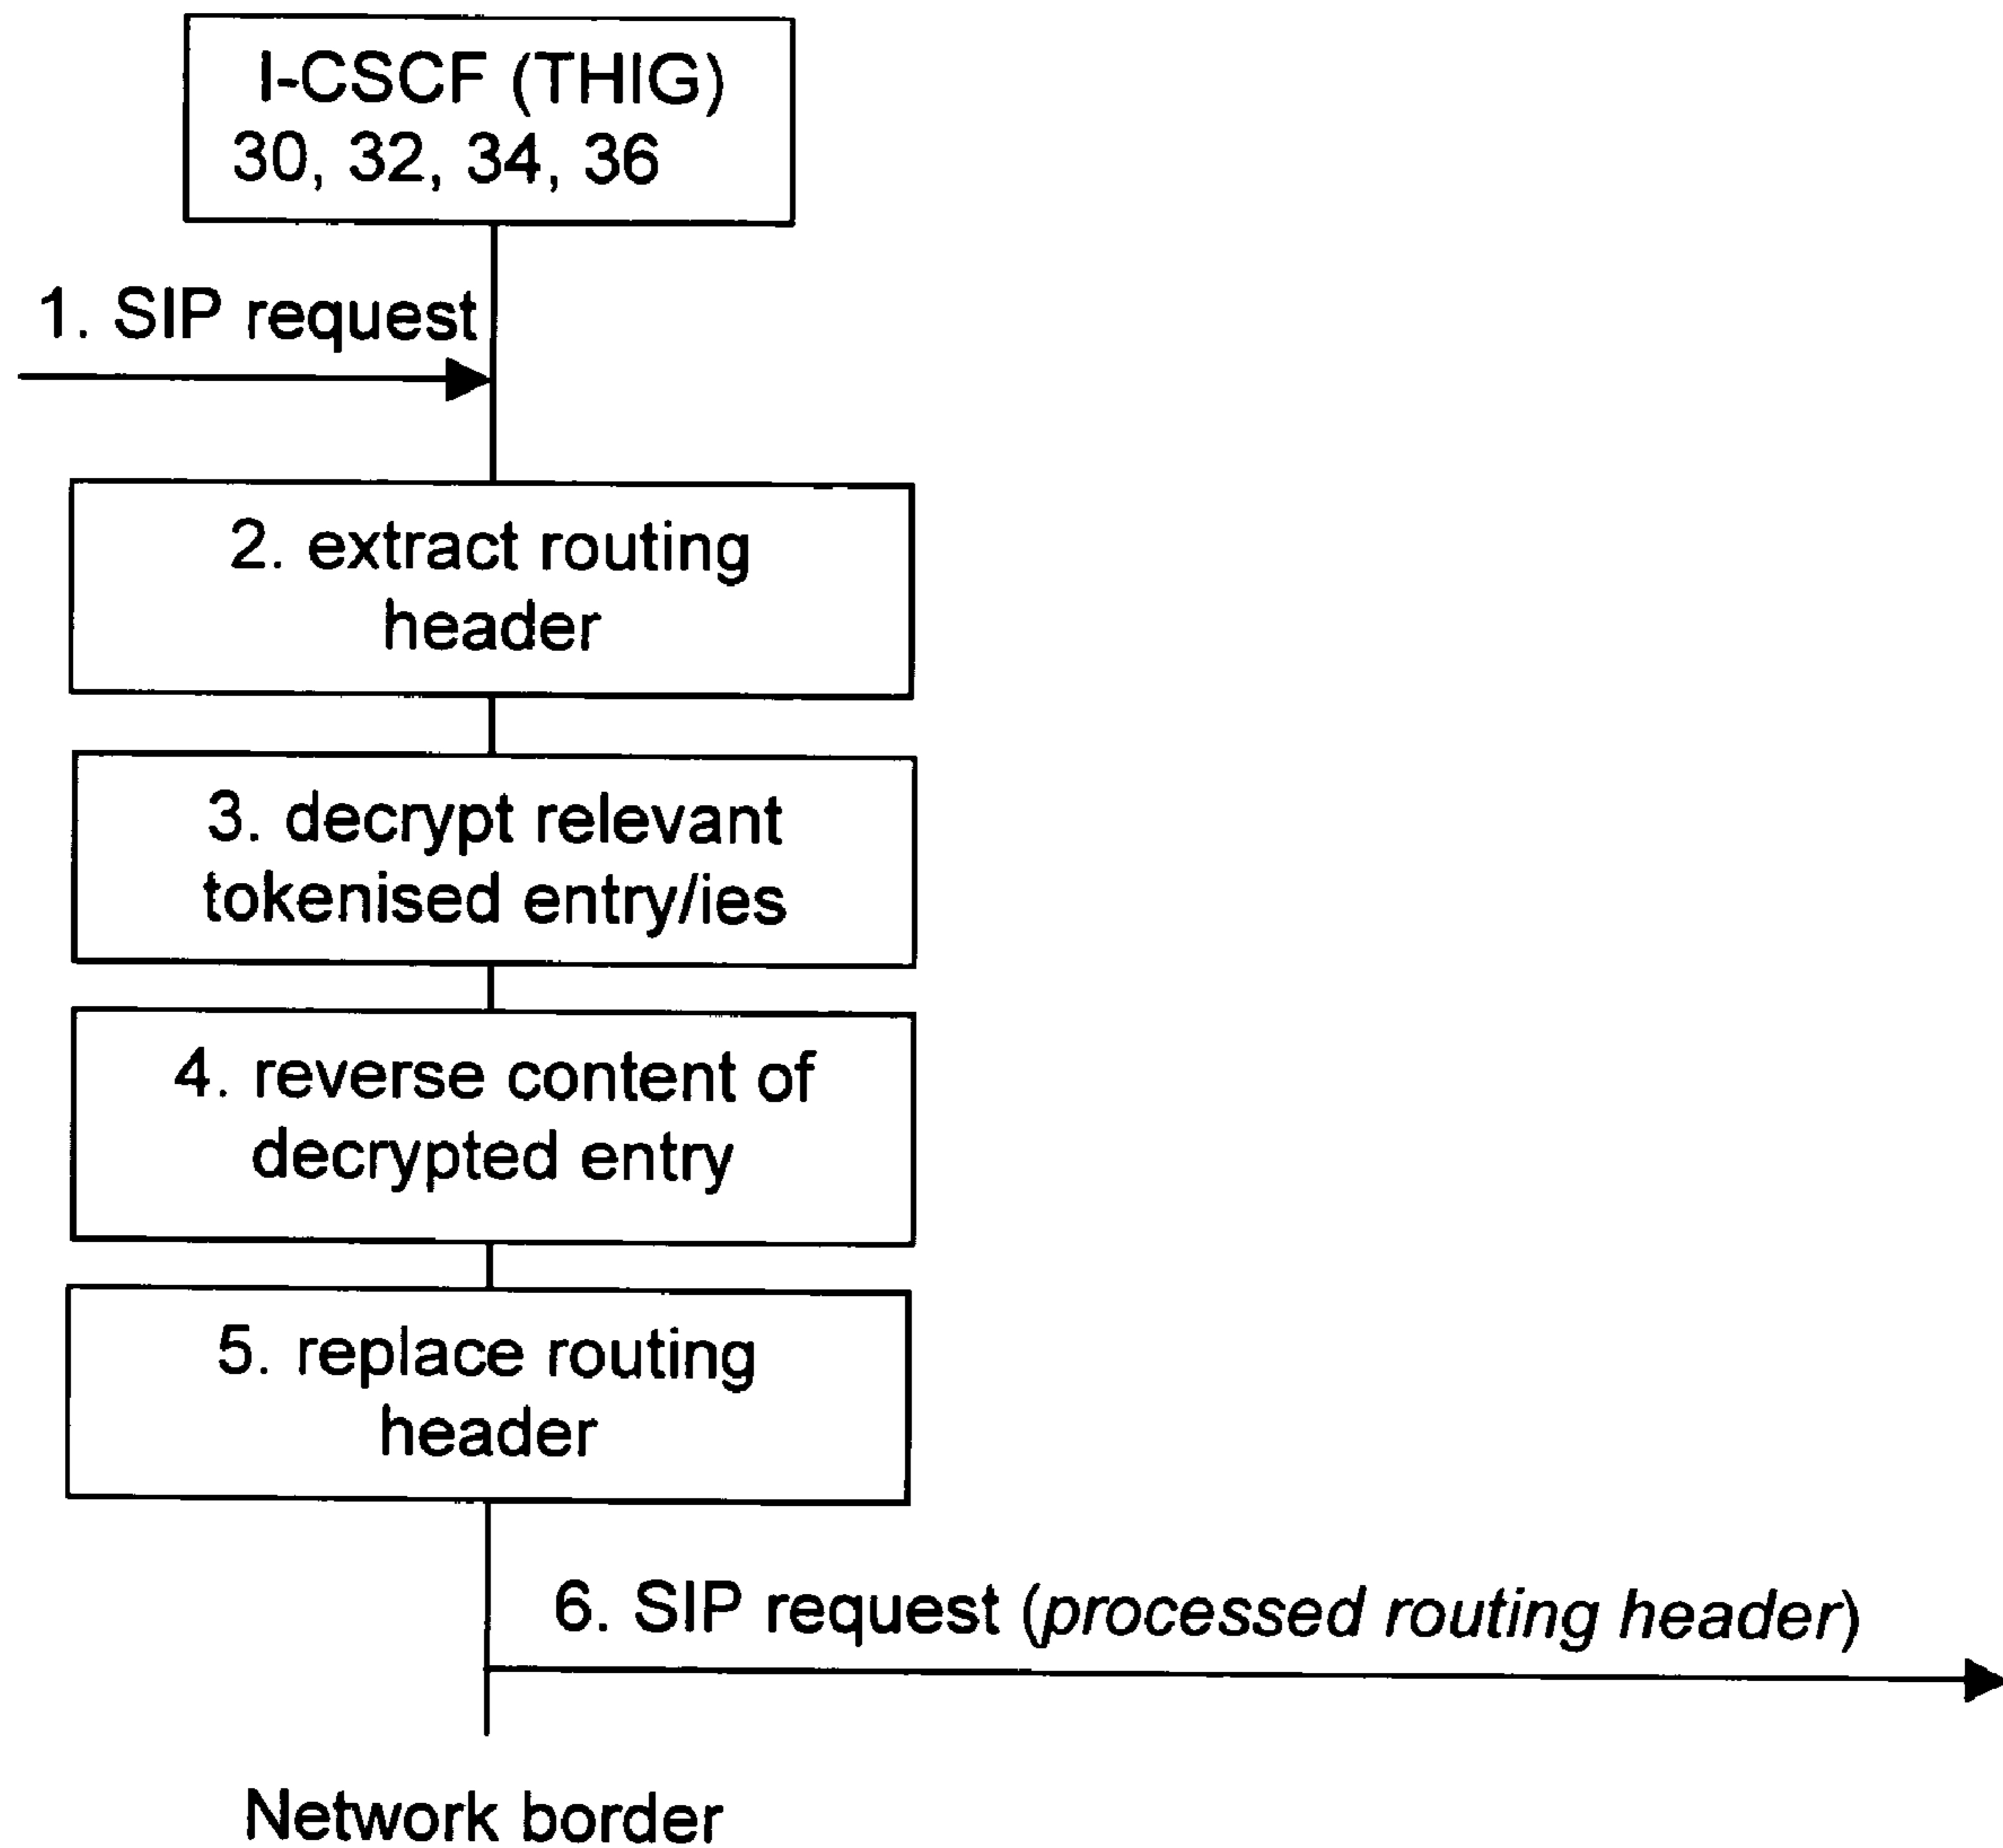 I-CSCF (THIG)
30, 32, 34, 36
1. SIP request
2. extract routing
header
3. decrypt relevant
tokenised entry/ies
4. reverse content of
decrypted entry
5. replace routing
header
6. SIP request (processed routing header)
Network border